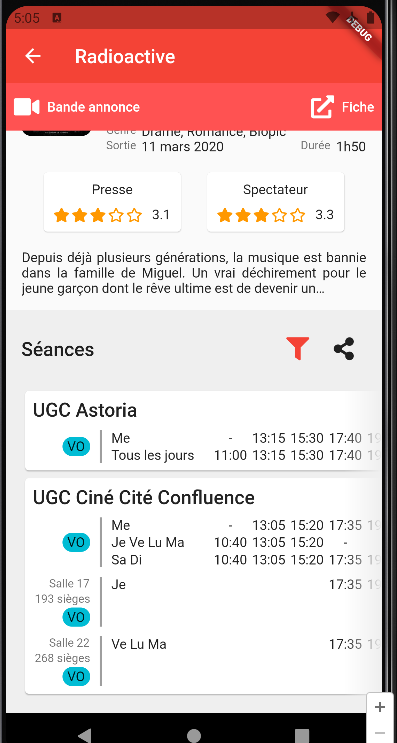 5:05
DEBUG
Radioactive
Bande annonce Fiche
Genre Drame, Romance, Biopic
Sortie 11 mars 2020 Durée 1h50
Presse Spectateur
3.1 3.3
Depuis déjà plusieurs générations, la musique est bannie
dans la famille de Miguel. Un vrai déchirement pour le
jeune garçon dont le rêve ultime est de devenir un...
Séances
UGC Astoria
VO
Me - 13:15 15:30 17:40
Tous les jours 11:00 13:15 15:30 17:40
UGC Ciné Cité Confluence
VO
Me - 13:05 15:20 17:35
Je Ve Lu Ma 10:40 13:05 15:20 -
Sa Di 10:40 13:05 15:20 17:35
Salle 17
193 sièges
VO
Je 17:35
Salle 22
268 sièges
VO
Ve Lu Ma 17:35